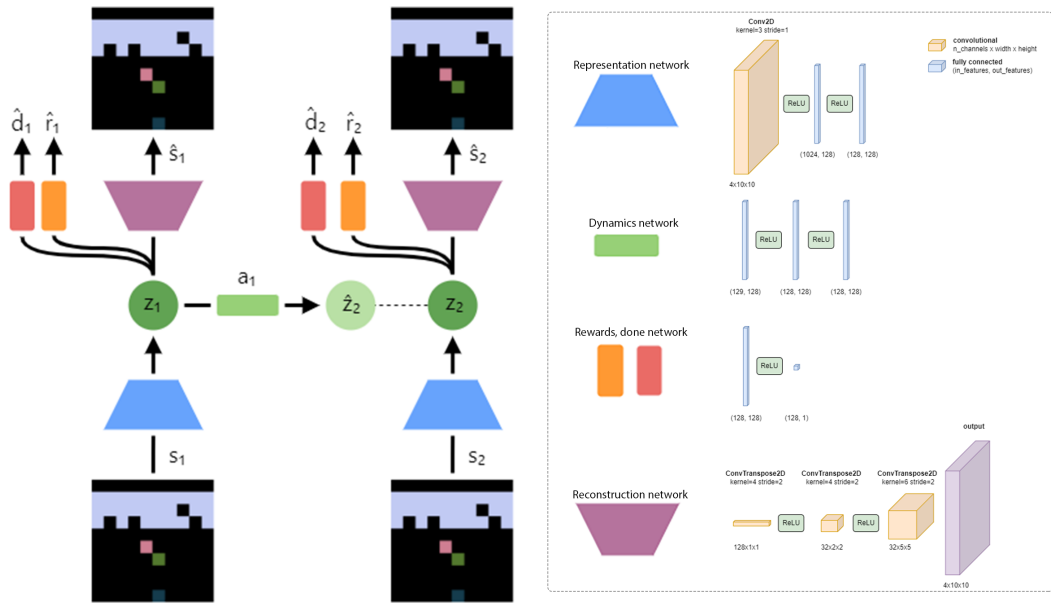 d̂₁
r̂₁
ŝ₁
d̂₂
r̂₂
ŝ₂
z₁
a₁
ẑ₂
z₂
s₁
s₂
Conv2D
kernel=3 stride=1
convolutional
n_channels x width x height
fully connected
(in_features, out_features)
Representation network
ReLU
ReLU
(1024, 128)
(128, 128)
4x10x10
Dynamics network
ReLU
ReLU
(129, 128)
(128, 128)
(128, 128)
Rewards, done network
ReLU
(128, 128)
(128, 1)
output
ConvTranspose2D
kernel=4 stride=2
ConvTranspose2D
kernel=4 stride=2
ConvTranspose2D
kernel=6 stride=2
Reconstruction network
ReLU
ReLU
128x1x1
32x2x2
32x5x5
4x10x10